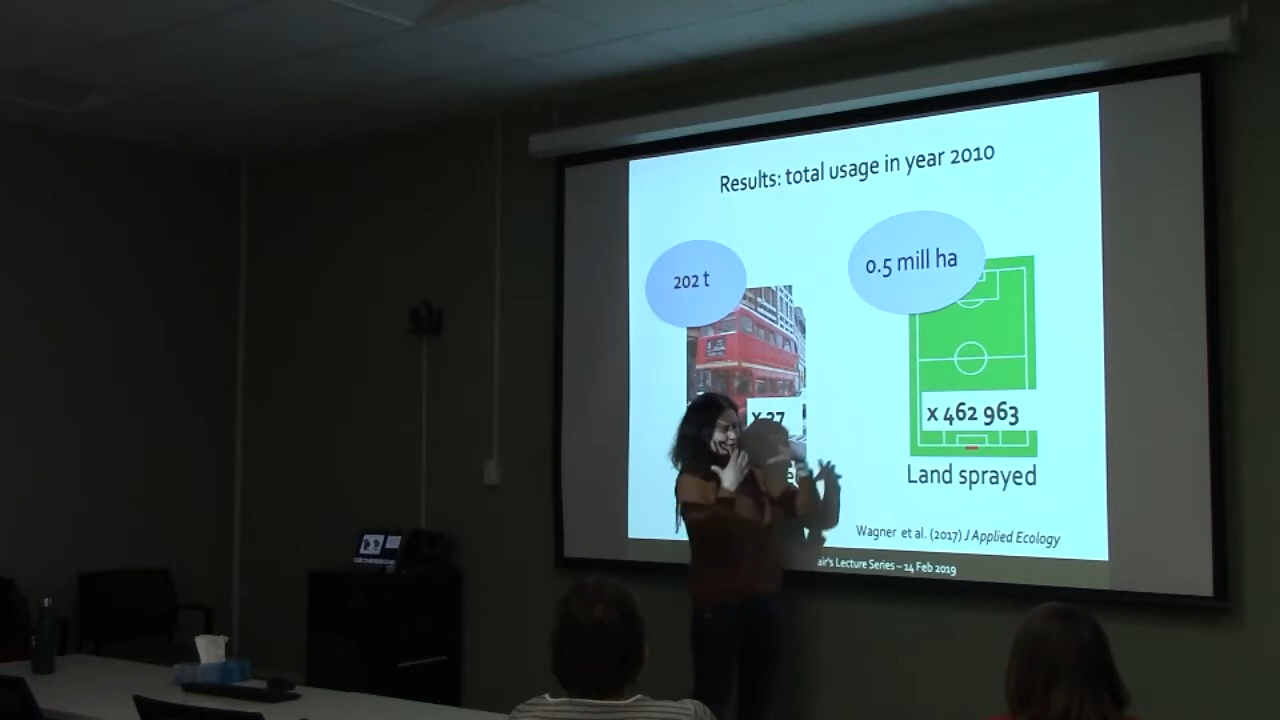 Results: total usage in year 2010
202 t
0.5 mill ha
x 27
x 462 963
Land sprayed
Wagner et al. (2017) J Applied Ecology
Lecture Series – 14 Feb 2019